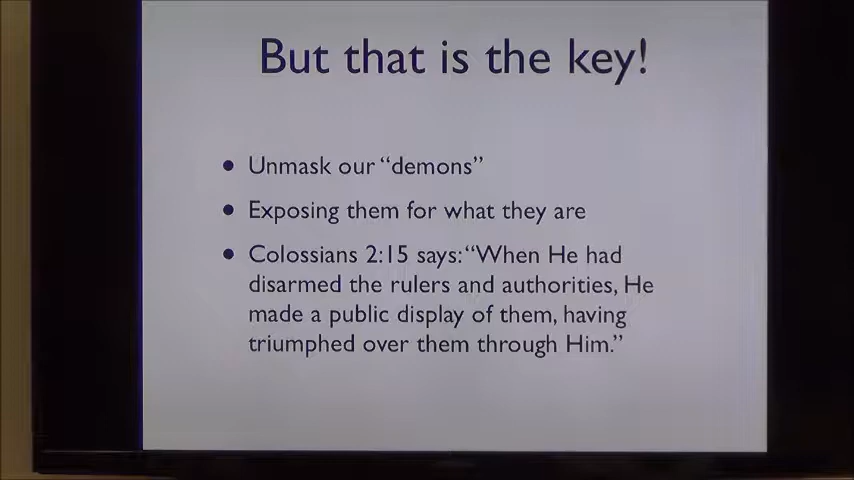 But that is the key!
• Unmask our “demons”
• Exposing them for what they are
• Colossians 2:15 says: “When He had
disarmed the rulers and authorities, He
made a public display of them, having
triumphed over them through Him.”